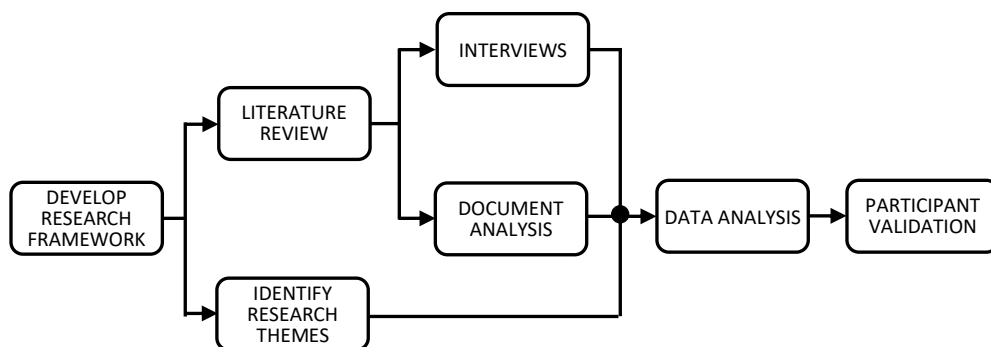 INTERVIEWS
LITERATURE
REVIEW
DEVELOP
RESEARCH
FRAMEWORK
DOCUMENT
ANALYSIS
DATA ANALYSIS
PARTICIPANT
VALIDATION
IDENTIFY
RESEARCH
THEMES